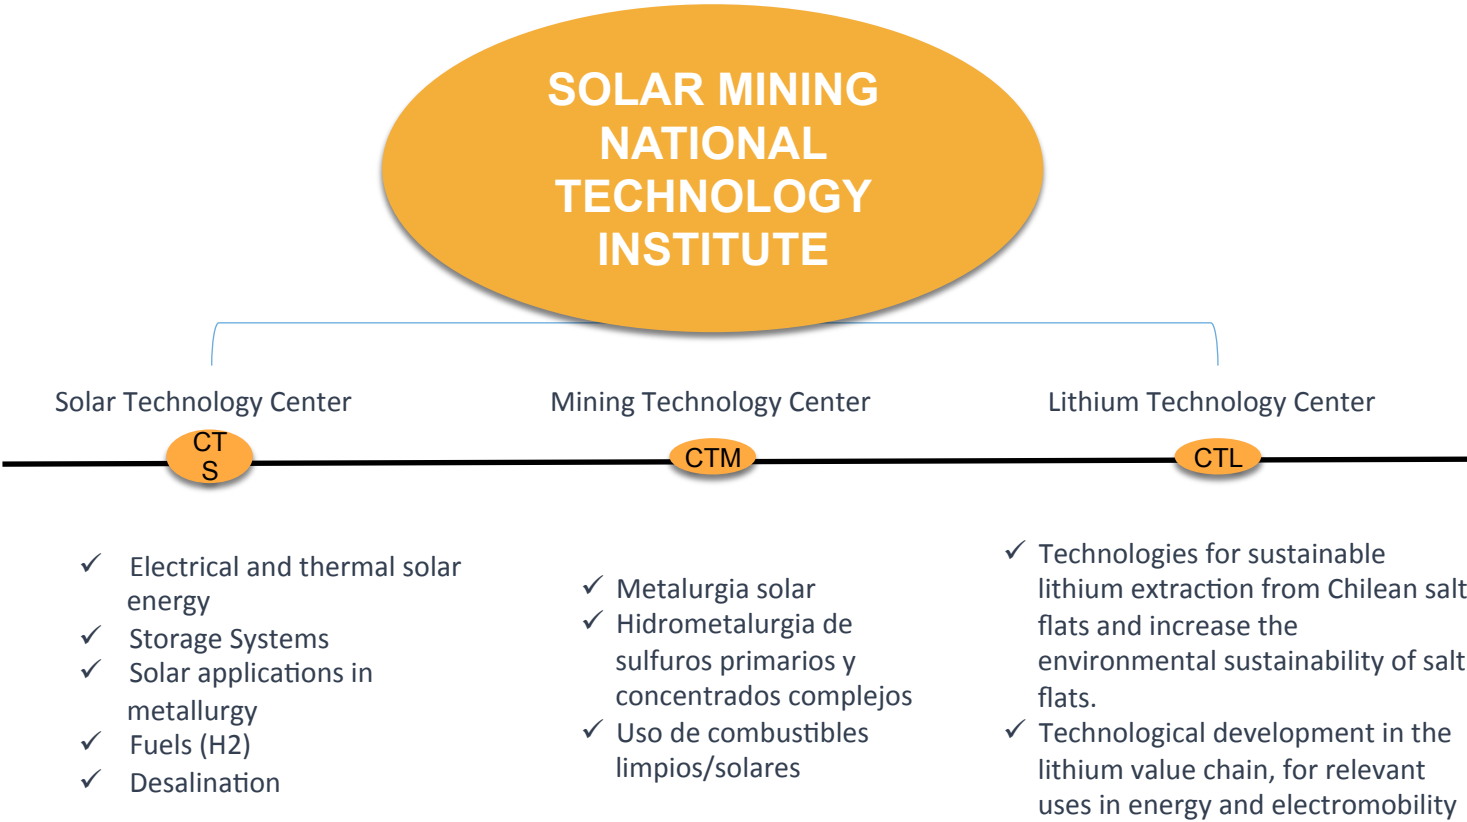 SOLAR MINING
NATIONAL
TECHNOLOGY
INSTITUTE
Solar Technology Center
CT
S
✓ Electrical and thermal solar
energy
✓ Storage Systems
✓ Solar applications in
metallurgy
✓ Fuels (H2)
✓ Desalination
Mining Technology Center
CTM
✓ Metalurgia solar
✓ Hidrometalurgia de
sulfuros primarios y
concentrados complejos
✓ Uso de combustibles
limpios/solares
Lithium Technology Center
CTL
✓ Technologies for sustainable
lithium extraction from Chilean salt
flats and increase the
environmental sustainability of salt
flats.
✓ Technological development in the
lithium value chain, for relevant
uses in energy and electromobility